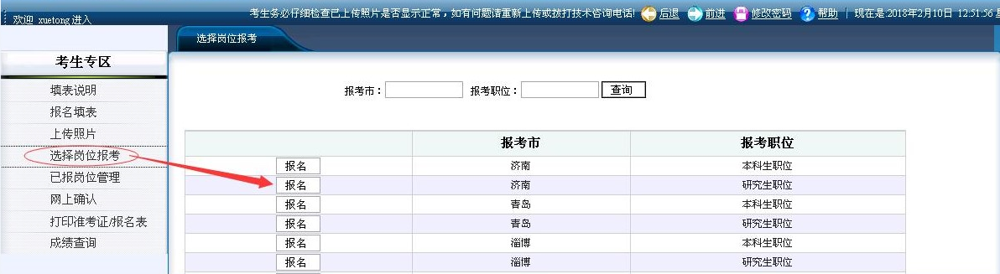 欢迎 xuetong 进入
考生务必仔细检查已上传照片是否显示正常，如有问题请重新上传或拨打技术咨询电话! 后退 前进 修改密码 帮助 现在是:2018年2月10日 12:51:56
选择岗位报考
考生专区
填表说明
报名填表
上传照片
选择岗位报考
已报岗位管理
网上确认
打印准考证/报名表
成绩查询
报考市： 报考职位： 查询
报考市 报考职位
报名 济南 本科生职位
报名 济南 研究生职位
报名 青岛 本科生职位
报名 青岛 研究生职位
报名 淄博 本科生职位
报名 淄博 研究生职位